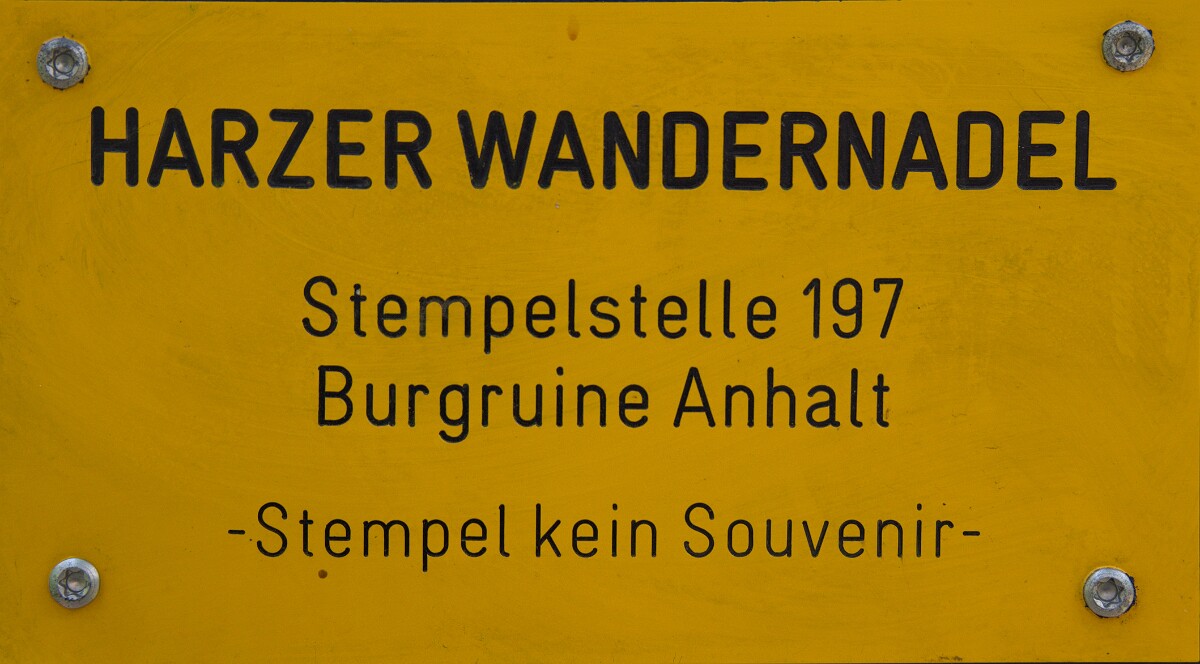 HARZER WANDERNADEL
Stempelstelle 197
Burgruine Anhalt
-Stempel kein Souvenir-